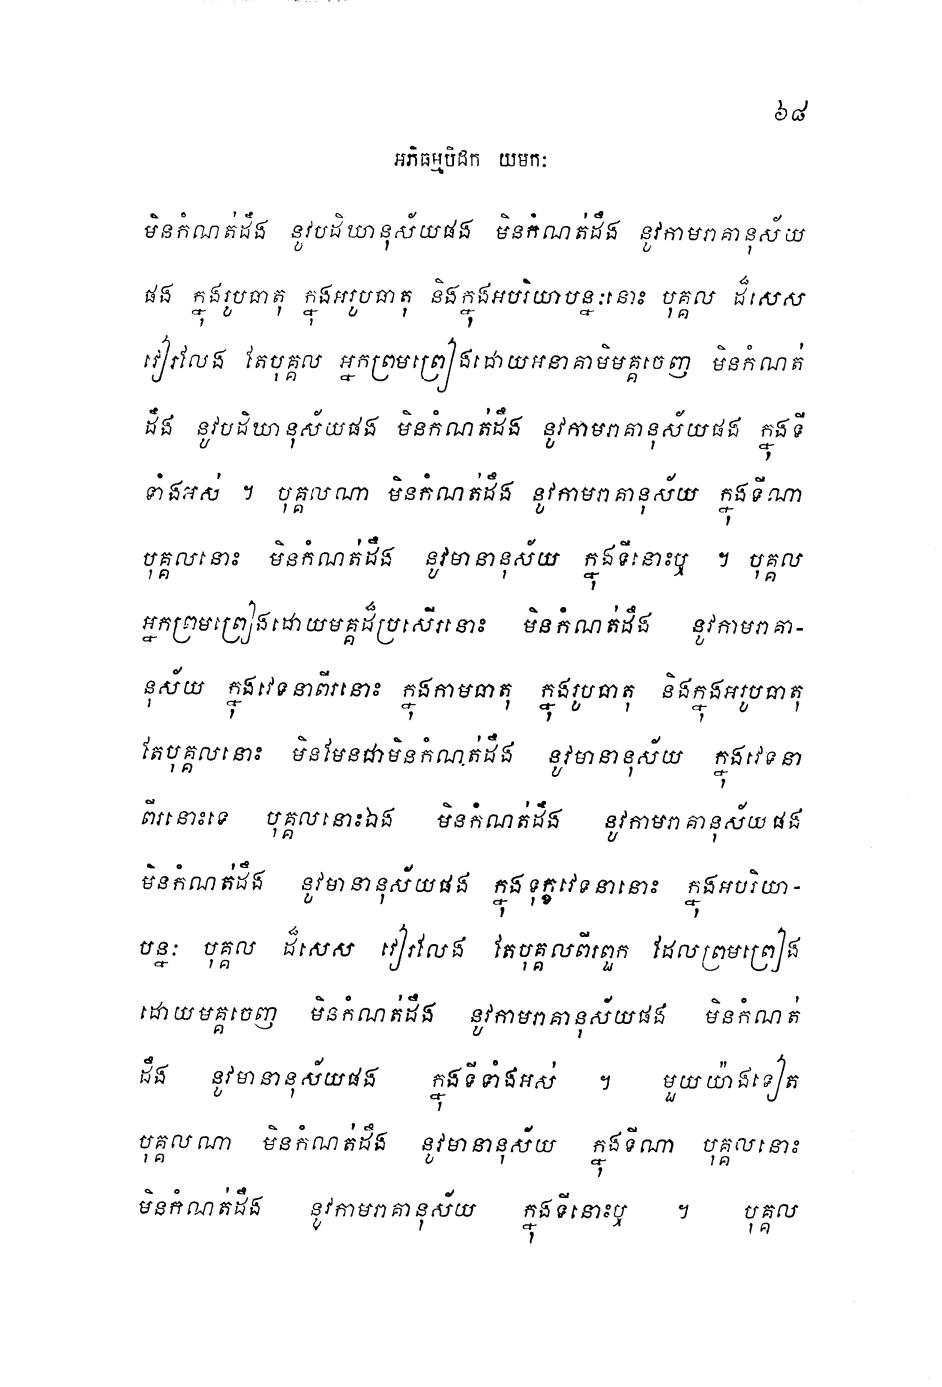 ៦៨
អភិធម្មបិដក យមកៈ
មិនកំណត់ដឹង នូវបដិឃានុស័យផង មិនកំណត់ដឹង នូវកាមរាគានុស័យ
ផង ក្នុងរូបធាតុ ក្នុងអរូបធាតុ និងក្នុងអបរិយាបន្នៈនោះ បុគ្គល ដ៏សេស
វៀរលែង តែបុគ្គល អ្នកព្រមព្រៀងដោយអនាគាមិមគ្គចេញ មិនកំណត់
ដឹង នូវបដិឃានុស័យផង មិនកំណត់ដឹង នូវកាមរាគានុស័យផង ក្នុងទី
ទាំងអស់ ។ បុគ្គលណា មិនកំណត់ដឹង នូវកាមរាគានុស័យ ក្នុងទីណា
បុគ្គលនោះ មិនកំណត់ដឹង នូវមានានុស័យ ក្នុងទីនោះឬ ។ បុគ្គល
អ្នកព្រមព្រៀងដោយមគ្គដ៏ប្រសើរនោះ មិនកំណត់ដឹង នូវកាមរាគា-
នុស័យ ក្នុងវេទនាពីរនោះ ក្នុងកាមធាតុ ក្នុងរូបធាតុ និងក្នុងអរូបធាតុ
តែបុគ្គលនោះ មិនមែនជាមិនកំណត់ដឹង នូវមានានុស័យ ក្នុងវេទនា
ពីរនោះទេ បុគ្គលនោះឯង មិនកំណត់ដឹង នូវកាមរាគានុស័យផង
មិនកំណត់ដឹង នូវមានានុស័យផង ក្នុងទុក្ខវេទនានោះ ក្នុងអបរិយា-
បន្នៈ បុគ្គល ដ៏សេស វៀរលែង តែបុគ្គលពីរពួក ដែលព្រមព្រៀង
ដោយមគ្គចេញ មិនកំណត់ដឹង នូវកាមរាគានុស័យផង មិនកំណត់
ដឹង នូវមានានុស័យផង ក្នុងទីទាំងអស់ ។ មួយយ៉ាងទៀត
បុគ្គលណា មិនកំណត់ដឹង នូវមានានុស័យ ក្នុងទីណា បុគ្គលនោះ
មិនកំណត់ដឹង នូវកាមរាគានុស័យ ក្នុងទីនោះឬ ។ បុគ្គល